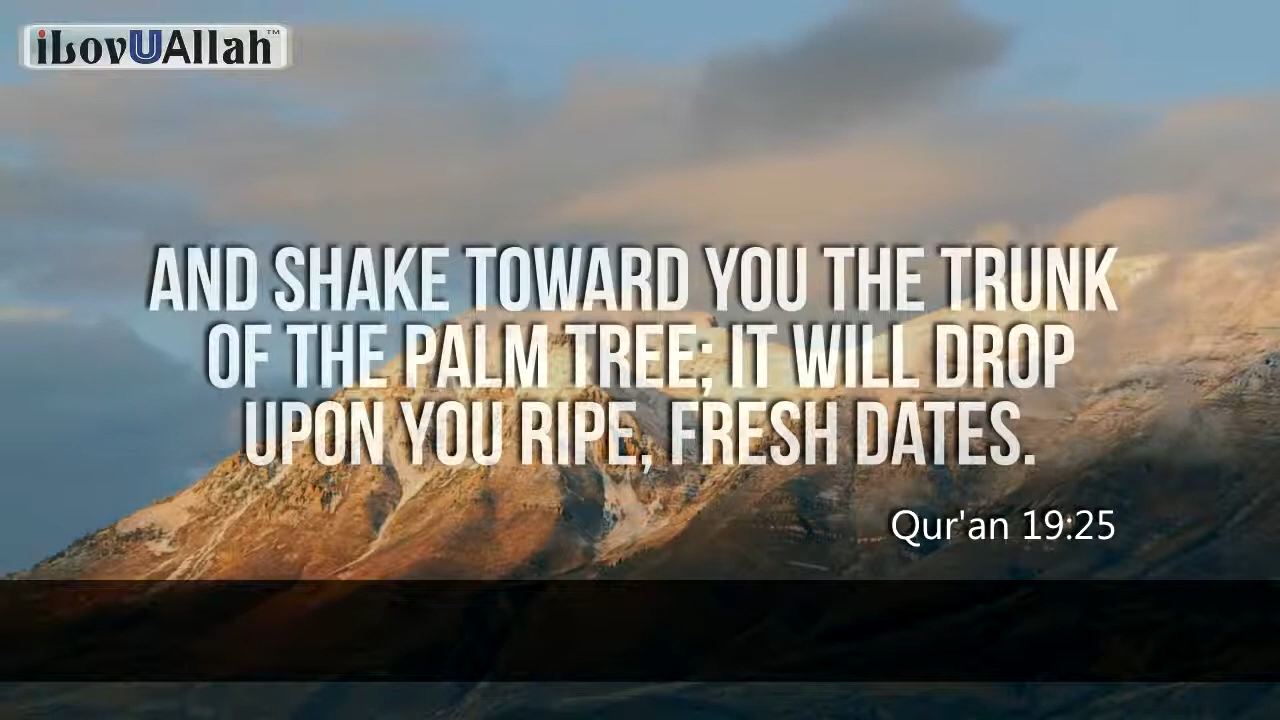 iLovUAllah™
AND SHAKE TOWARD YOU THE TRUNK
OF THE PALM TREE; IT WILL DROP
UPON YOU RIPE, FRESH DATES.
Qur'an 19:25